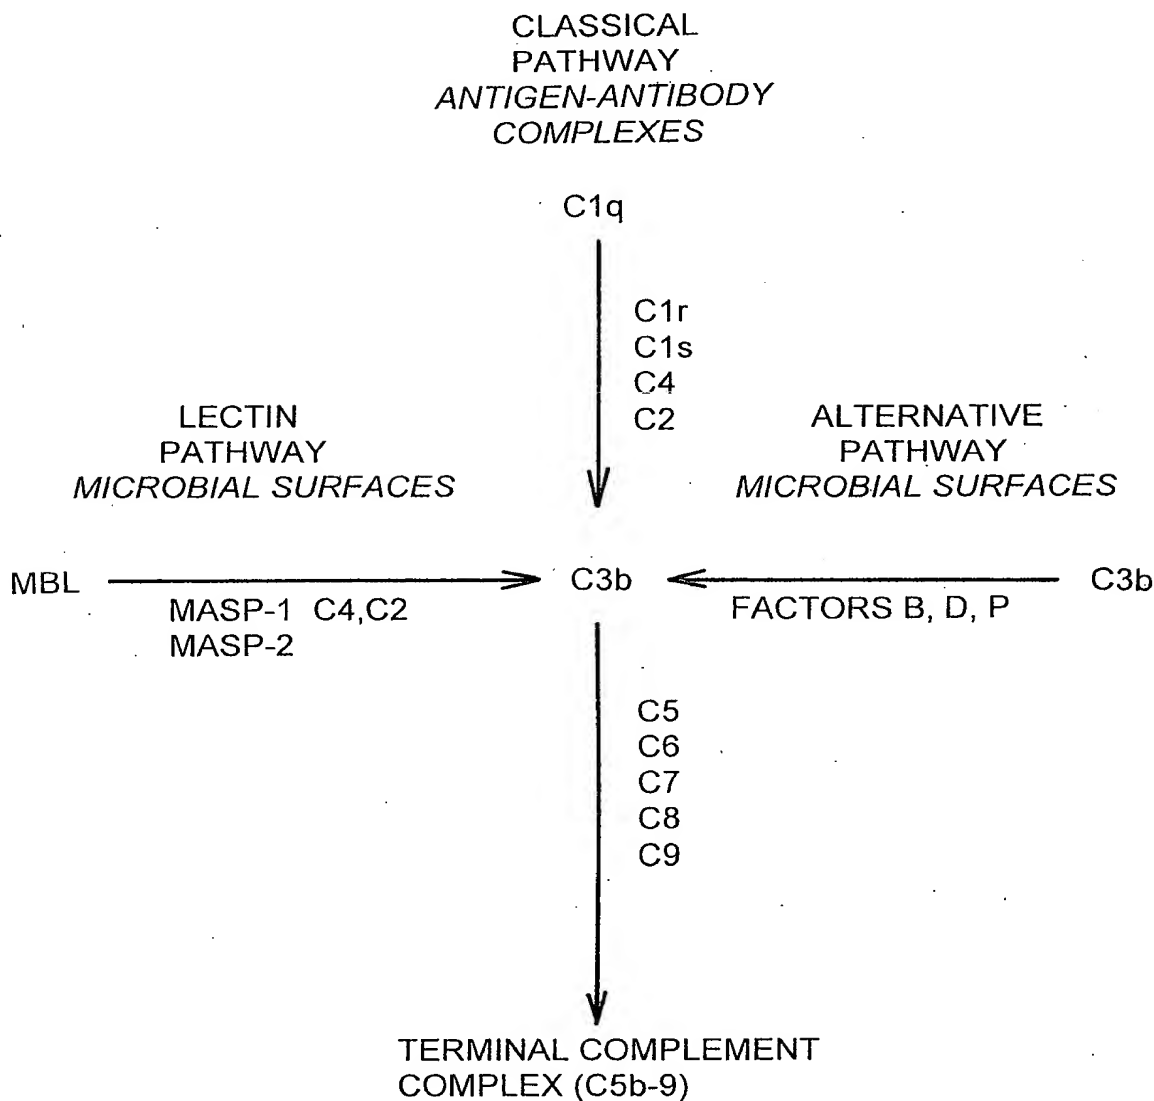 CLASSICAL
PATHWAY
ANTIGEN-ANTIBODY
COMPLEXES
C1q
C1r
C1s
C4
C2
LECTIN
PATHWAY
MICROBIAL SURFACES
ALTERNATIVE
PATHWAY
MICROBIAL SURFACES
MBL
MASP-1 C4,C2
MASP-2
C3b
FACTORS B, D, P
C3b
C5
C6
C7
C8
C9
TERMINAL COMPLEMENT
COMPLEX (C5b-9)